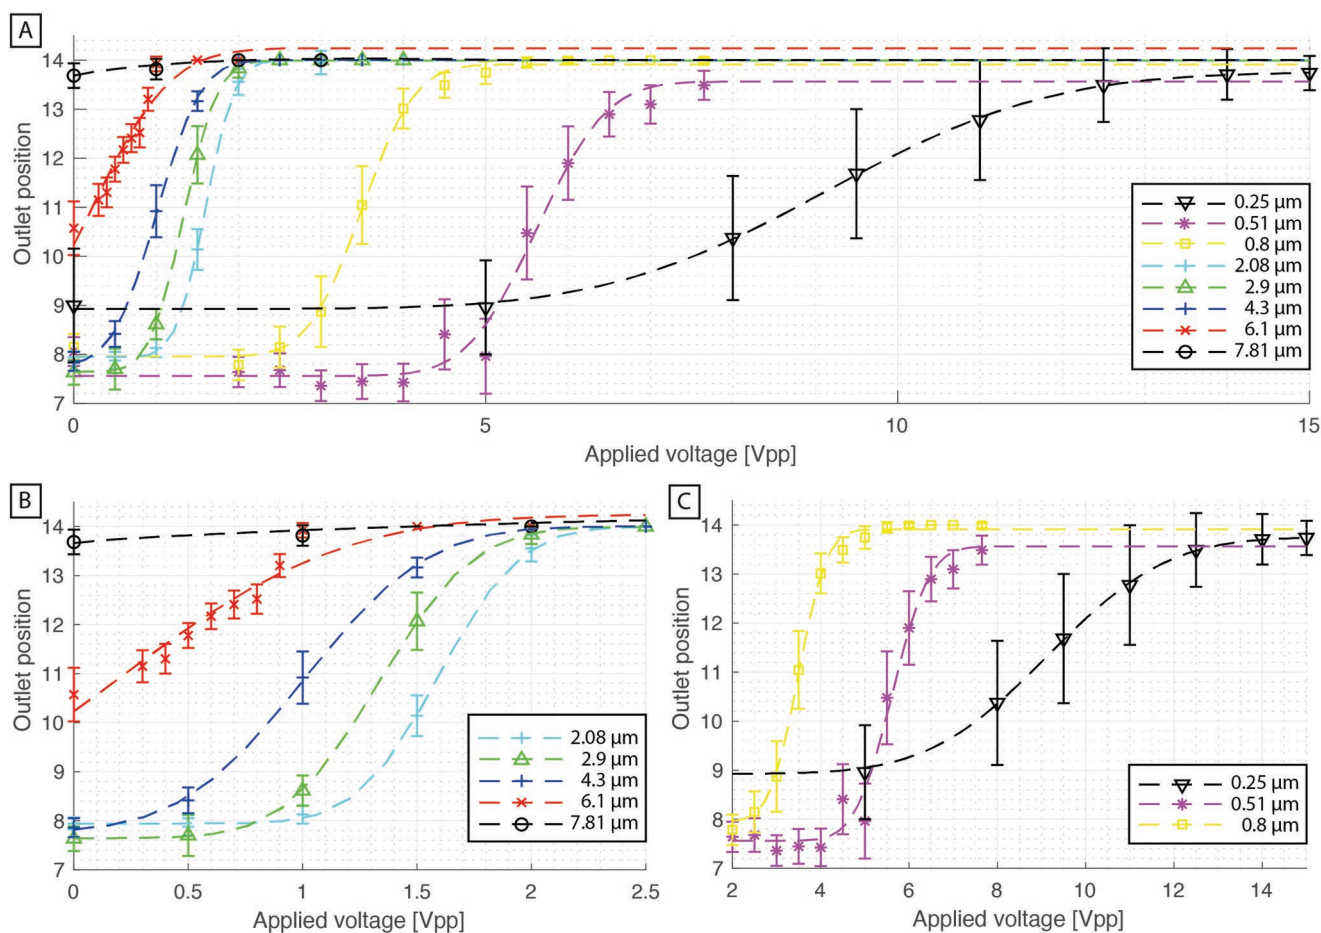 A
Outlet position
14
13
12
11
10
9
8
7
0
5
10
15
Applied voltage [Vpp]
0.25 µm
0.51 µm
0.8 µm
2.08 µm
2.9 µm
4.3 µm
6.1 µm
7.81 µm
B
Outlet position
14
13
12
11
10
9
8
7
0
0.5
1
1.5
2
2.5
Applied voltage [Vpp]
2.08 µm
2.9 µm
4.3 µm
6.1 µm
7.81 µm
C
Outlet position
14
13
12
11
10
9
8
7
2
4
6
8
10
12
14
Applied voltage [Vpp]
0.25 µm
0.51 µm
0.8 µm